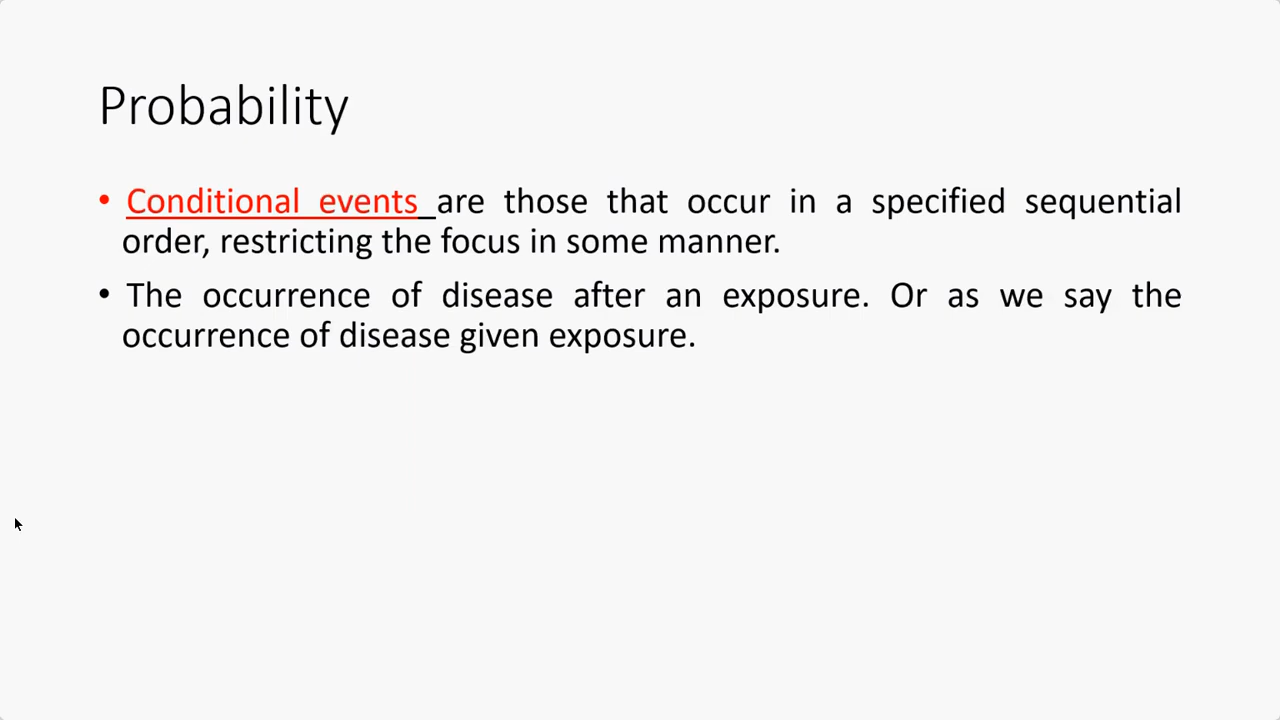 Probability
• Conditional events are those that occur in a specified sequential
order, restricting the focus in some manner.
• The occurrence of disease after an exposure. Or as we say the
occurrence of disease given exposure.